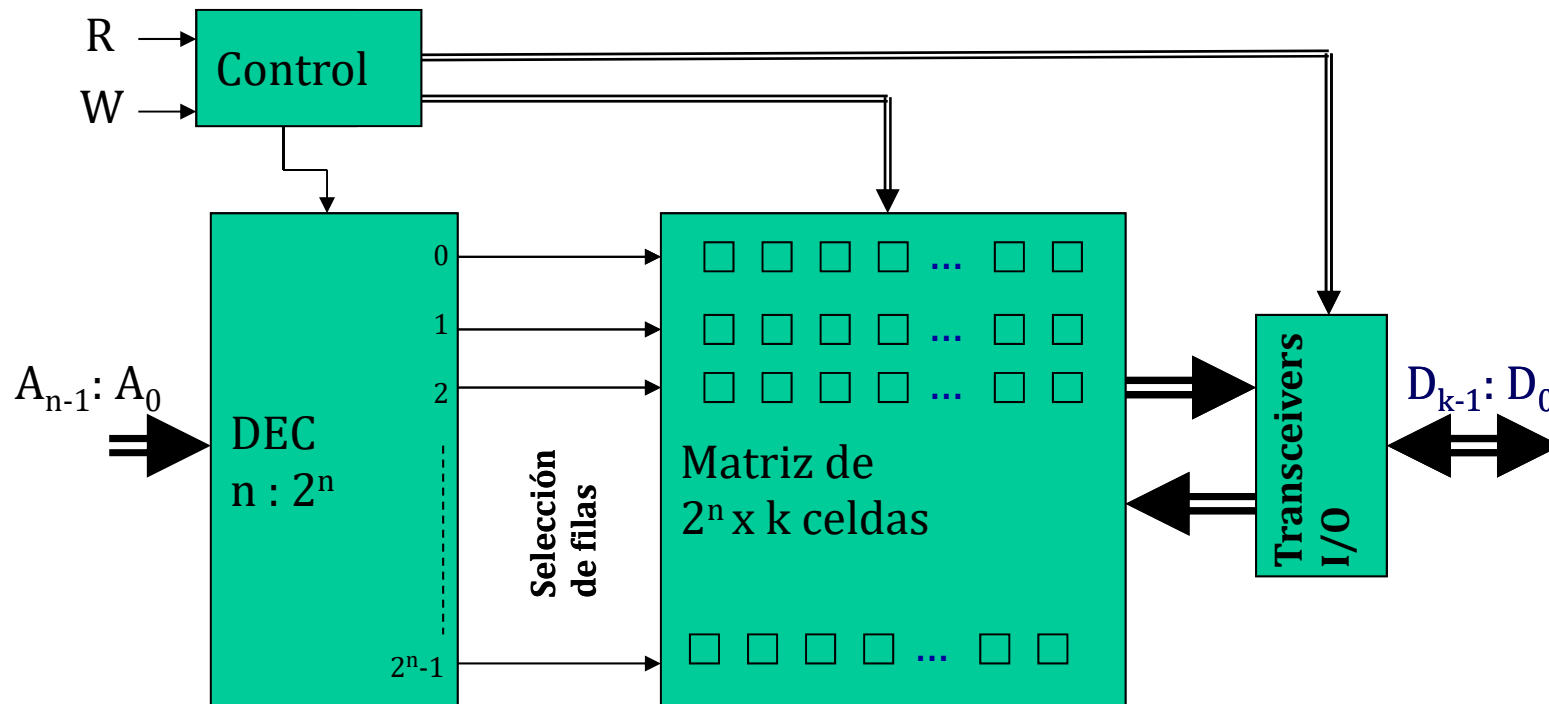 R
W
Control
0
1
2
2ⁿ-1
Aₙ₋₁: A₀
DEC
n : 2ⁿ
Selección
de filas
...
...
...
Matriz de
2ⁿ x k celdas
...
Transceivers
I/O
Dₖ₋₁: D₀